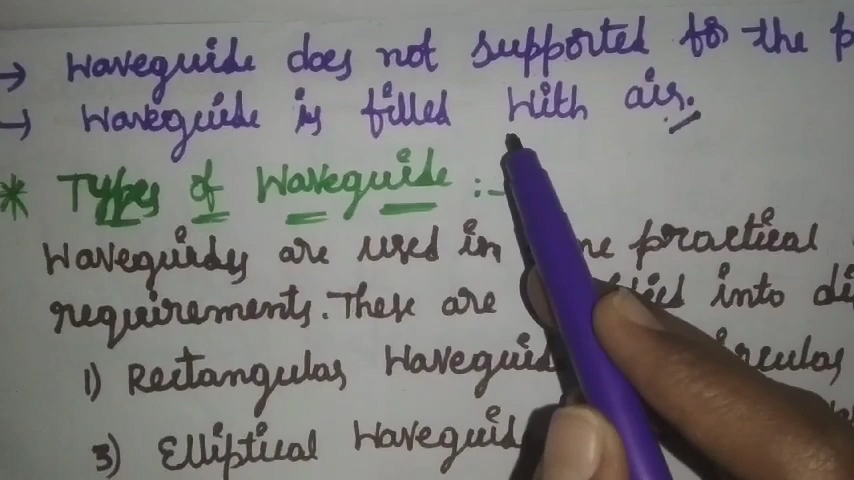 → Waveguide does not supported for the p
→ Waveguide is filled with air.
* Types of Waveguide :-
Waveguides are used in practical
requirements. These are into di
1) Rectangular Waveguid
3) Elliptical Waveguid